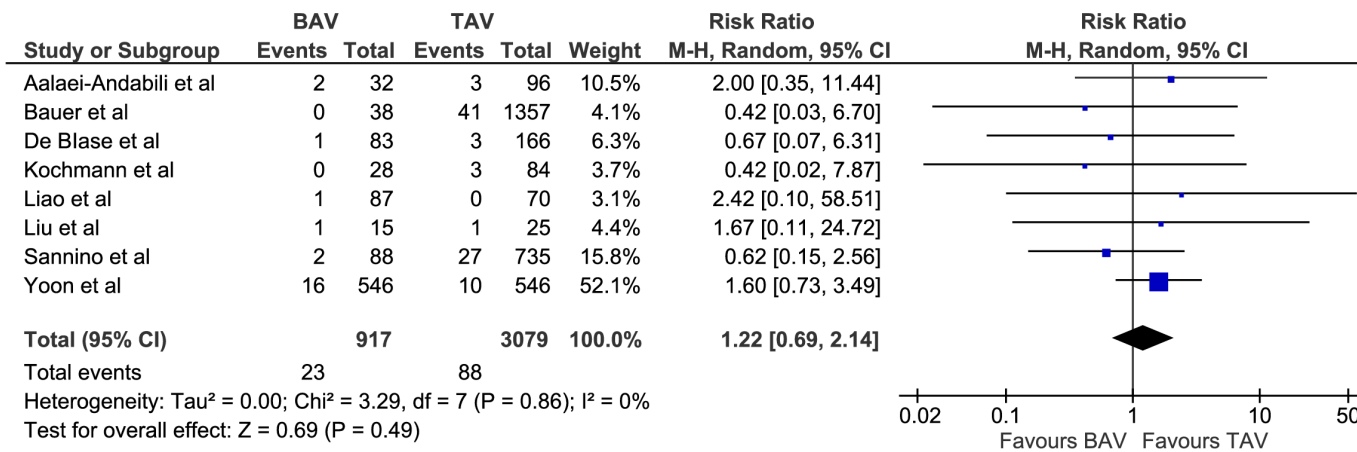 BAV TAV Risk Ratio Risk Ratio
Study or Subgroup Events Total Events Total Weight M-H, Random, 95% CI M-H, Random, 95% CI
Aalaei-Andabili et al 2 32 3 96 10.5% 2.00 [0.35, 11.44]
Bauer et al 0 38 41 1357 4.1% 0.42 [0.03, 6.70]
De Blase et al 1 83 3 166 6.3% 0.67 [0.07, 6.31]
Kochmann et al 0 28 3 84 3.7% 0.42 [0.02, 7.87]
Liao et al 1 87 0 70 3.1% 2.42 [0.10, 58.51]
Liu et al 1 15 1 25 4.4% 1.67 [0.11, 24.72]
Sannino et al 2 88 27 735 15.8% 0.62 [0.15, 2.56]
Yoon et al 16 546 10 546 52.1% 1.60 [0.73, 3.49]
Total (95% CI) 917 3079 100.0% 1.22 [0.69, 2.14]
Total events 23 88
Heterogeneity: Tau² = 0.00; Chi² = 3.29, df = 7 (P = 0.86); I² = 0%
Test for overall effect: Z = 0.69 (P = 0.49)
0.02 0.1 1 10 50
Favours BAV Favours TAV